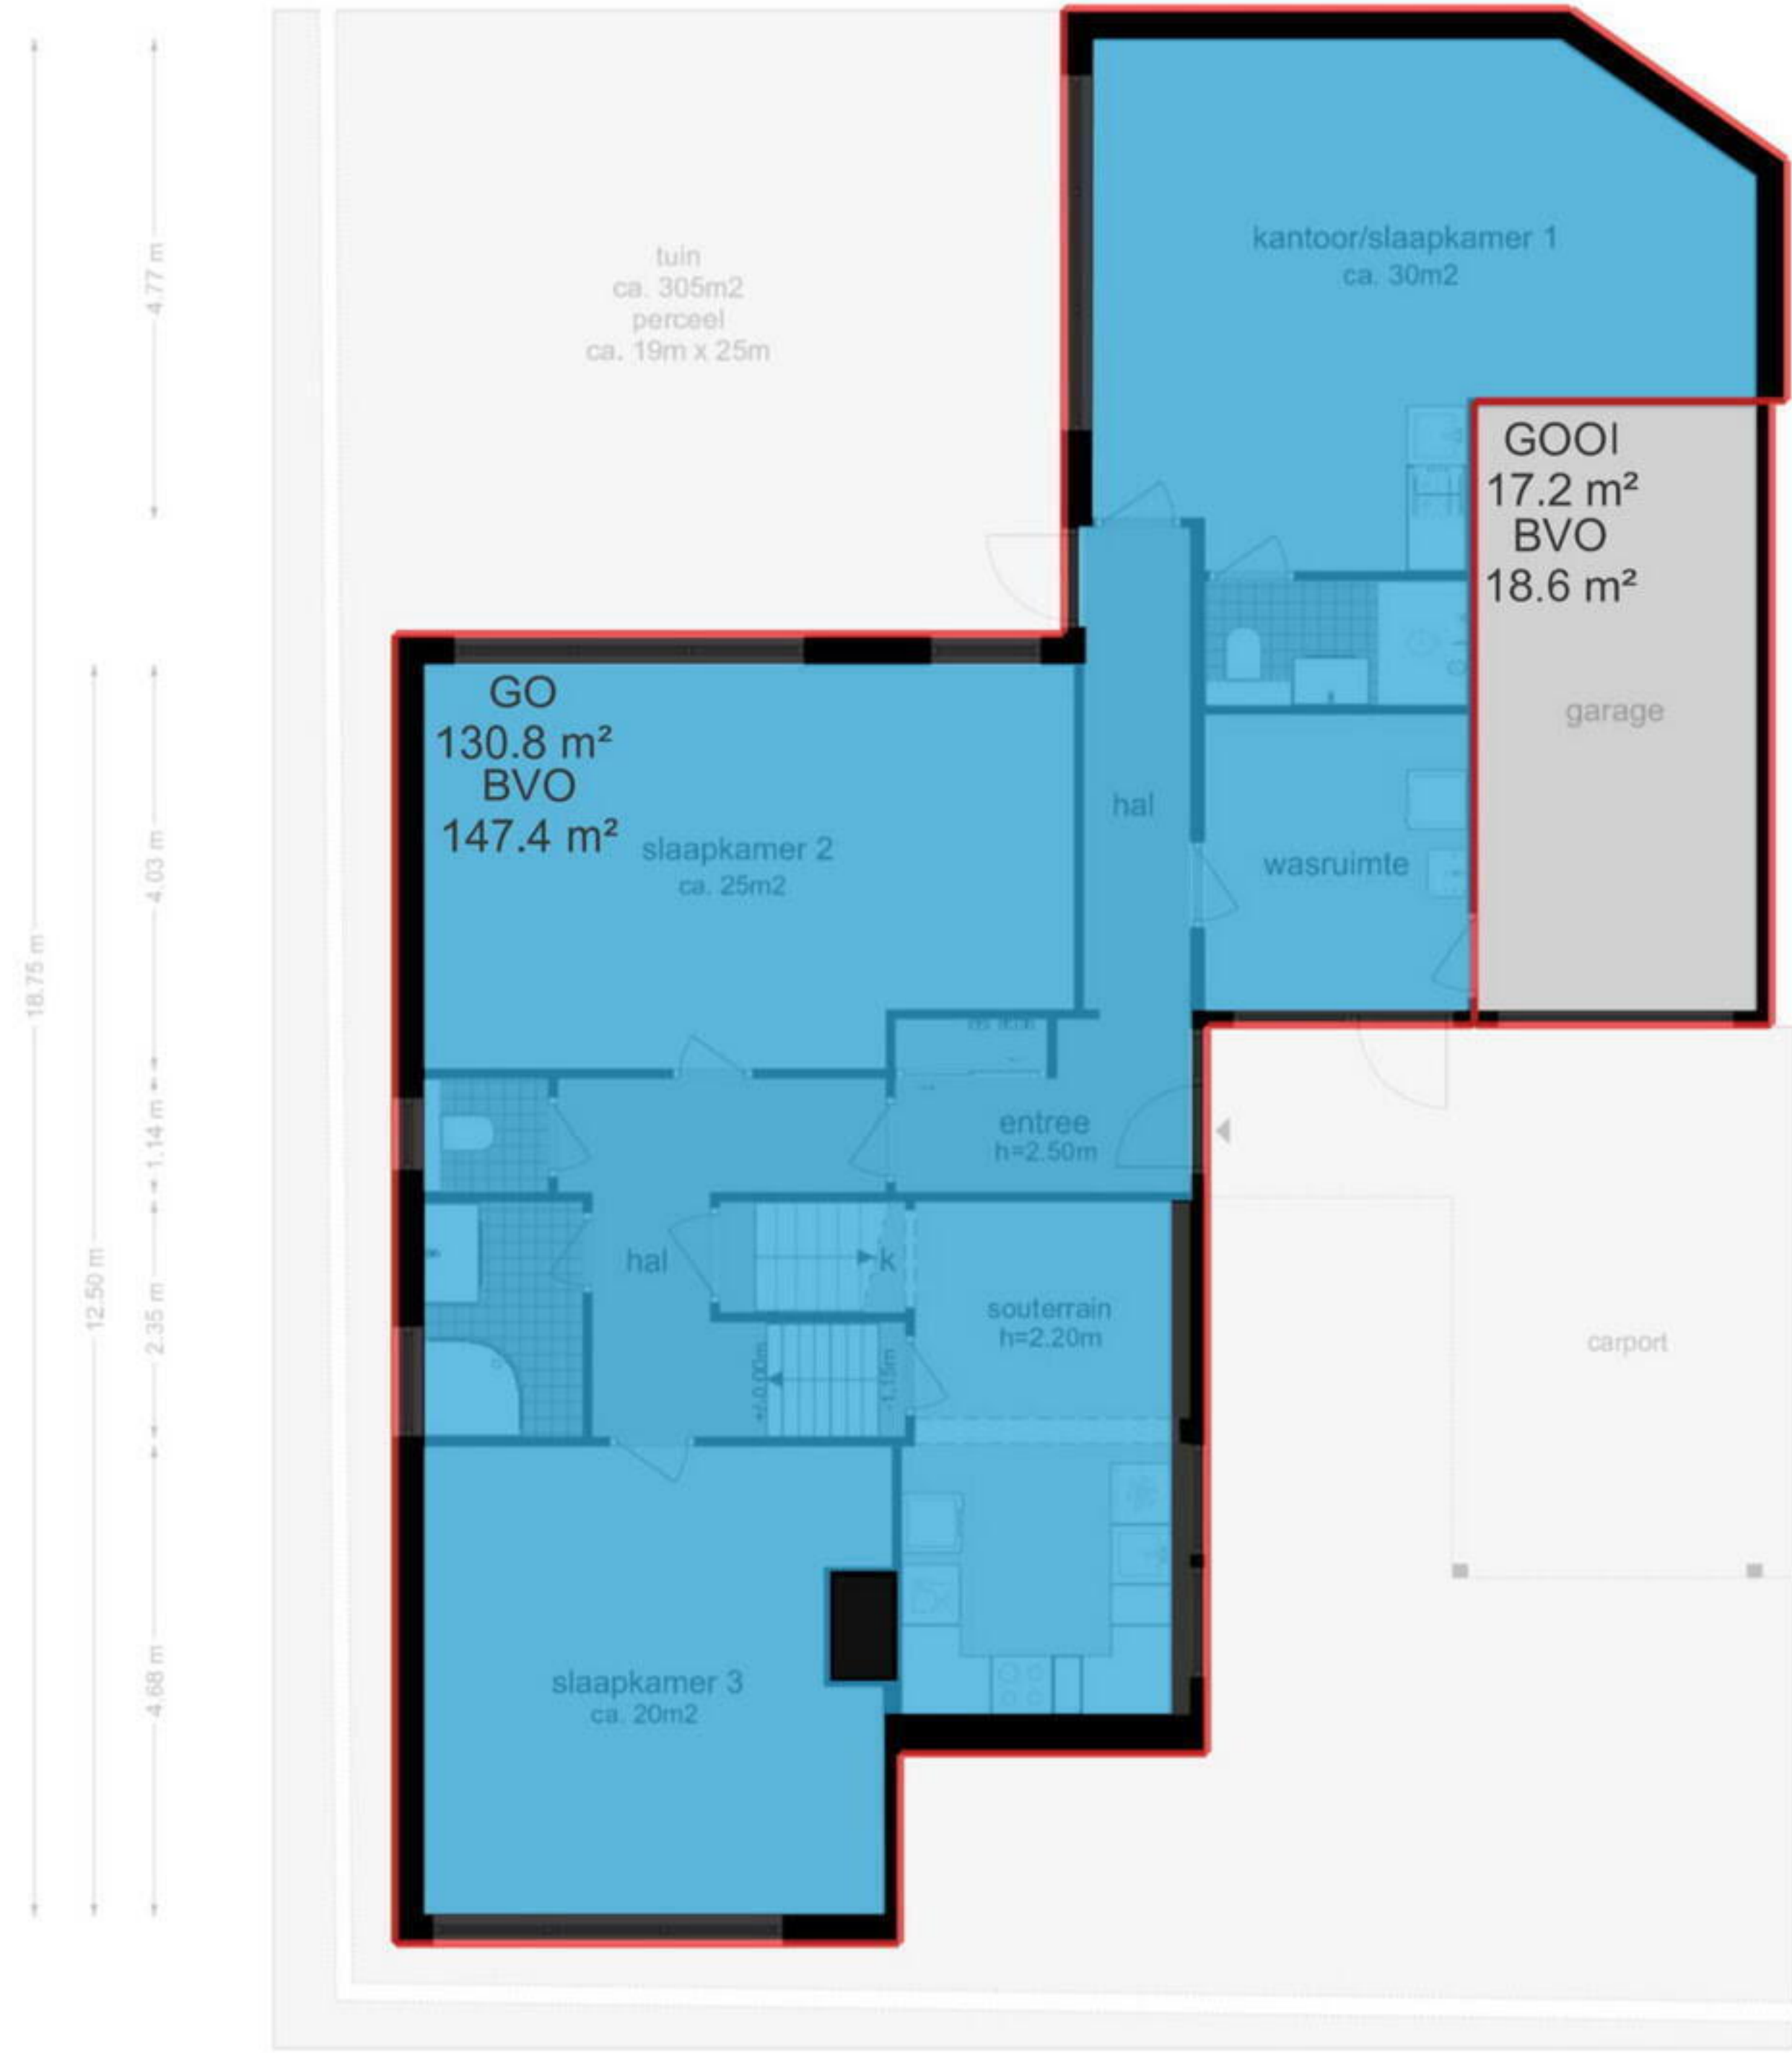 kantoor/slaapkamer 1
ca. 30m2
tuin
ca. 305m2
perceel
ca. 19m x 25m
4.77 m
GOOI
17.2 m²
BVO
18.6 m²
garage
GO
130.8 m²
BVO
147.4 m²
slaapkamer 2
ca. 25m2
hal
wasruimte
4.03 m
18.75 m
entree
h=2.50m
1.14 m
hal
k
souterrain
h=2.20m
12.50 m
2.35 m
+/-0.00m
-1.15m
carport
slaapkamer 3
ca. 20m2
4.68 m